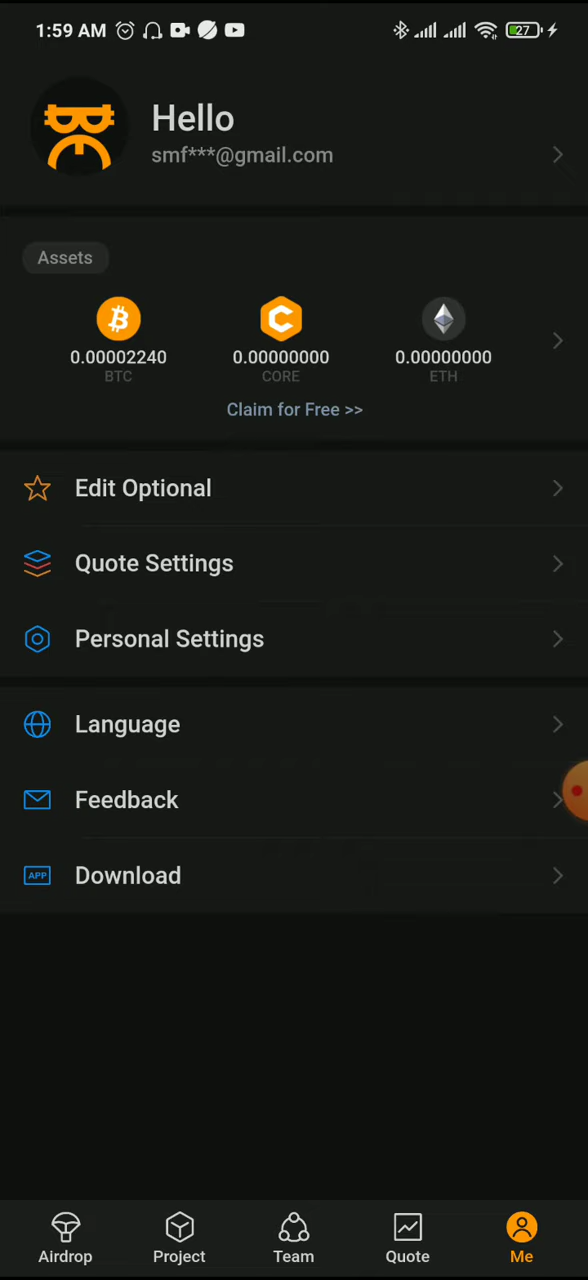 1:59 AM
27
Hello
smf***@gmail.com
Assets
0.00002240 0.00000000 0.00000000
BTC CORE ETH
Claim for Free >>
Edit Optional
Quote Settings
Personal Settings
Language
Feedback
APP Download
Airdrop Project Team Quote Me